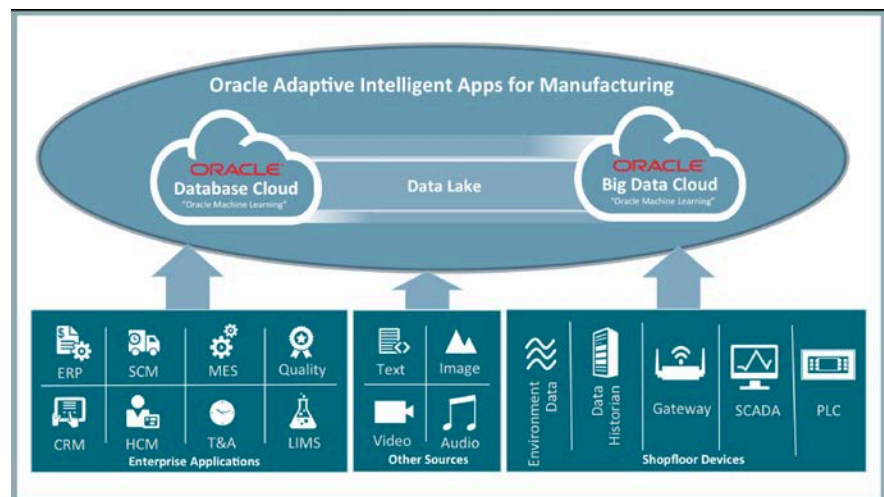 Oracle Adaptive Intelligent Apps for Manufacturing
ORACLE
Database Cloud
"Oracle Machine Learning"
Data Lake
ORACLE
Big Data Cloud
"Oracle Machine Learning"
ERP
SCM
MES
Quality
CRM
HCM
T&A
LIMS
Enterprise Applications
Text
Image
Video
Audio
Other Sources
Environment
Data
Data
Historian
Gateway
SCADA
PLC
Shopfloor Devices